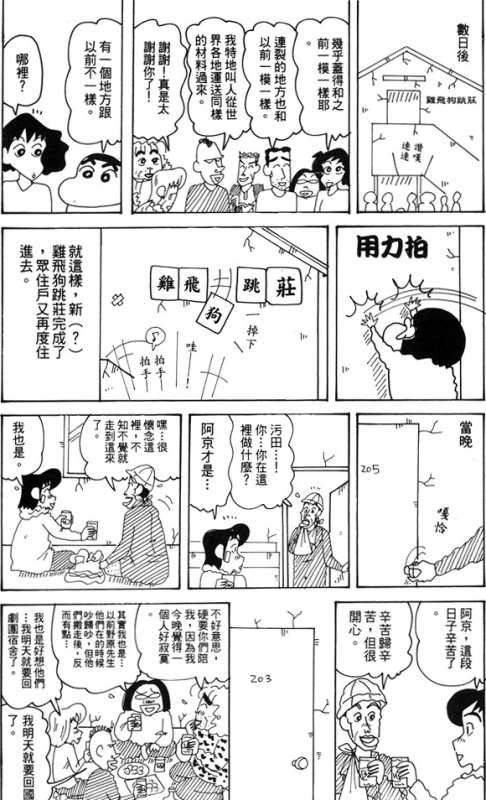 數日後
雞飛狗跳莊
讚嘆
達達
幾乎蓋得和之
前一模一樣耶
連裂的地方也和
以前一模一樣。
我特地叫人從世
界各地運送同樣
的材料過來。
謝謝!真是太
謝謝你了!
有一個地方跟
以前不一樣。
哪裡?
用力拍
雞飛狗跳莊
掉下
哇!
拍手
拍手
就這樣,新(?)
雞飛狗跳莊完成了
,眾住戶又再度住
進去。
當晚
205
嘎恰
污田…!
你…你在這
裡做什麼?
阿京才是…
嘿…很
懷念這
裡,不
知不覺就
走到這來
了。
我也是。
阿京,這段
日子辛苦了
。
辛苦歸辛
苦,但很
開心。
203
不好意思,
硬要你們陪
我,因為我
今晚覺得一
個人好寂寞
其實我也是…
以前野原先生
他們在的時候
吵歸吵,但他
們搬走後,反
而有點…
我也是好想他們
…我明天就要回
劇團宿舍了。
我明天就要回國
了。